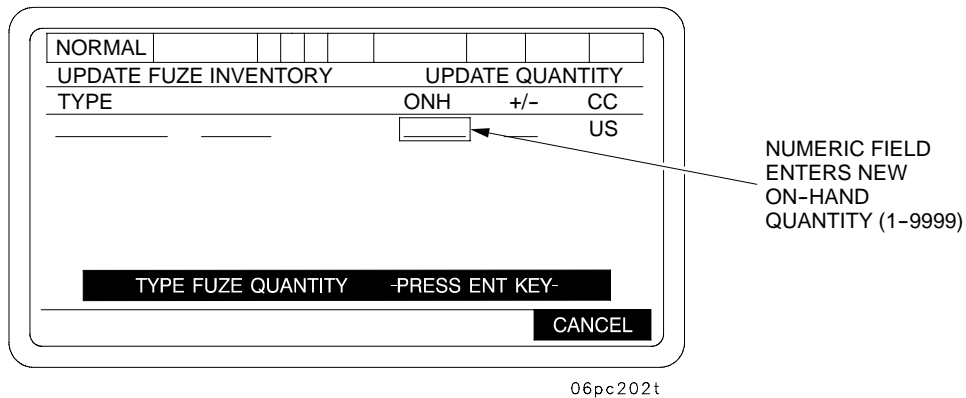 NORMAL
UPDATE FUZE INVENTORY UPDATE QUANTITY
TYPE ONH +/- CC
US
NUMERIC FIELD
ENTERS NEW
ON-HAND
QUANTITY (1-9999)
TYPE FUZE QUANTITY -PRESS ENT KEY-
CANCEL
06pc202t